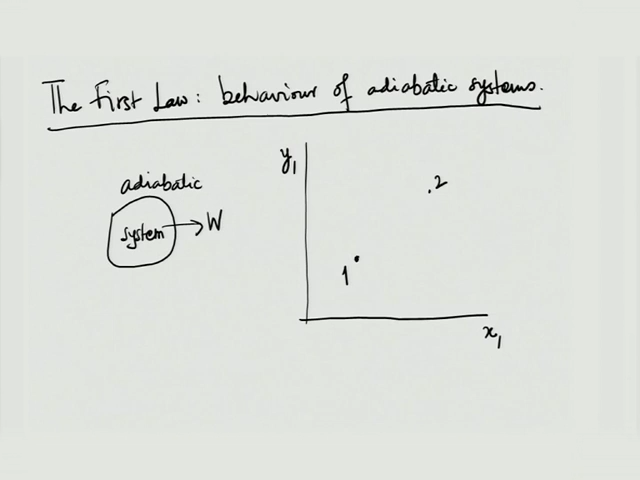 The First Law: behaviour of adiabatic systems.
adiabatic
system → W
y₁
.2
1
x₁